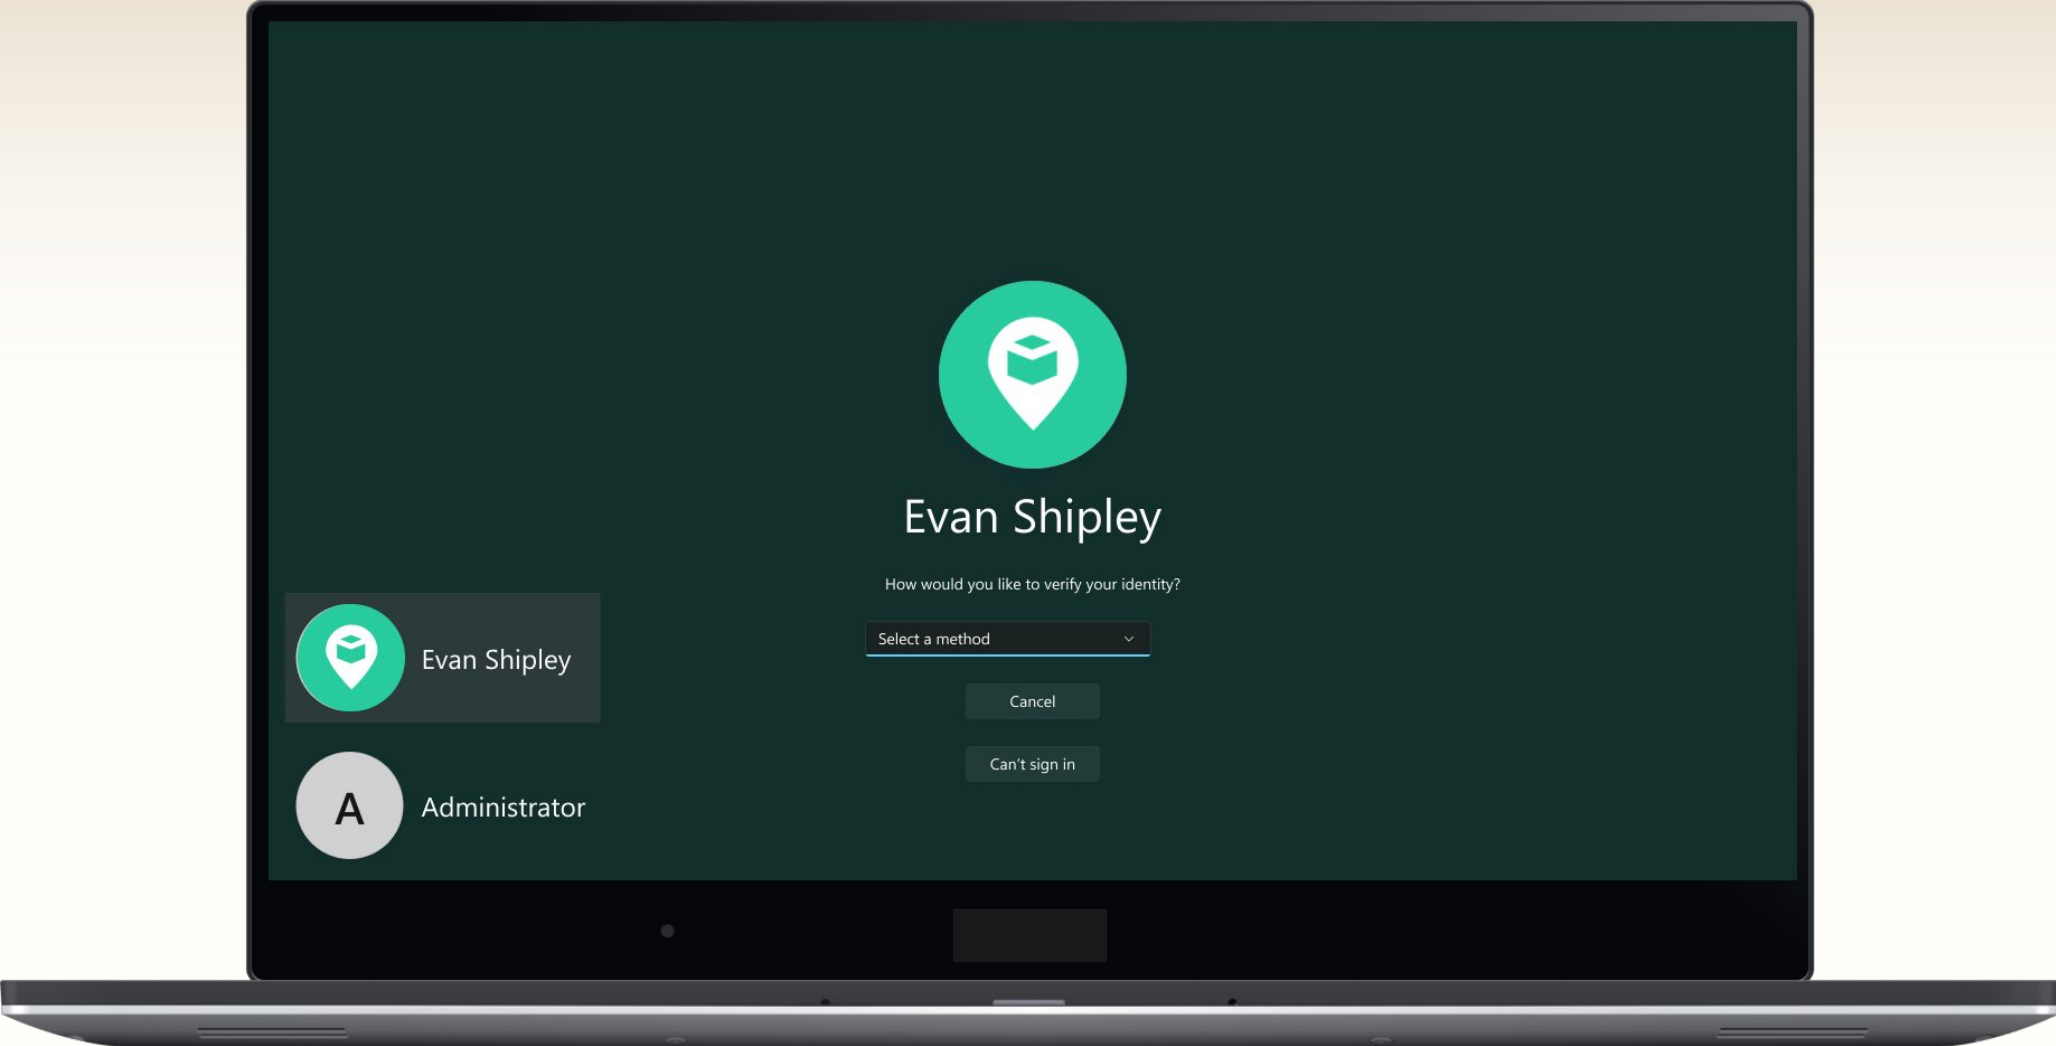 Evan Shipley
How would you like to verify your identity?
Select a method
Cancel
Can't sign in
Evan Shipley
A
Administrator